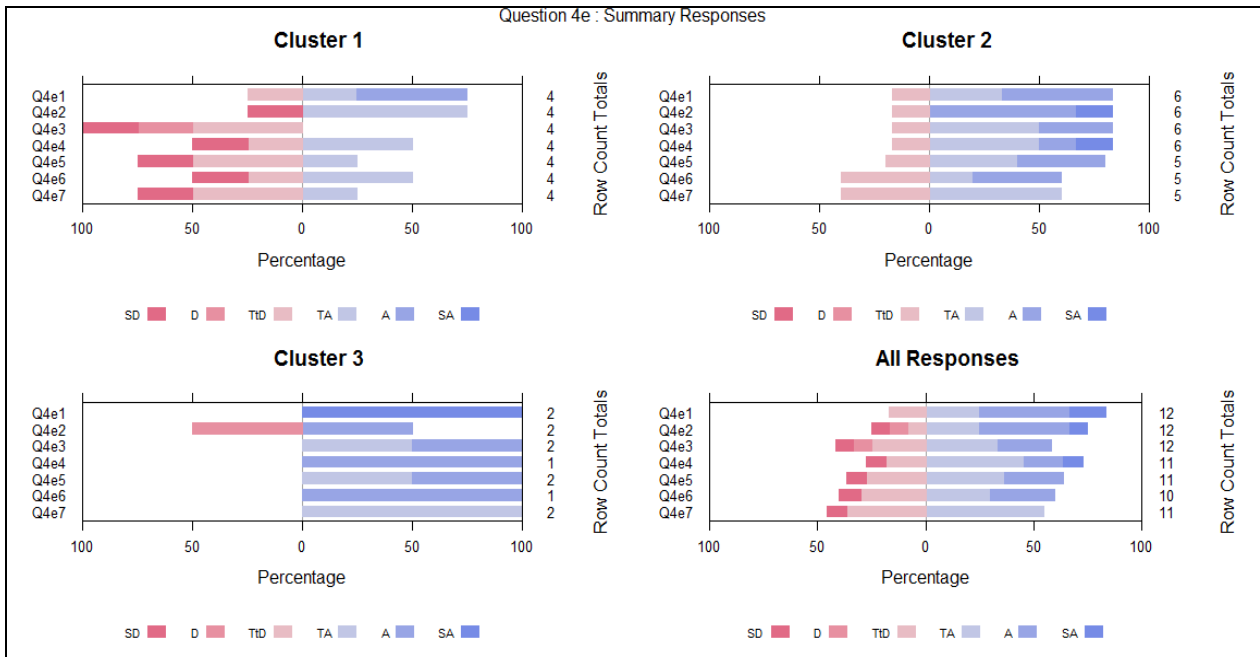 Question 4e : Summary Responses
Cluster 1
Q4e1 4
Q4e2 4
Q4e3 4
Q4e4 4
Q4e5 4
Q4e6 4
Q4e7 4
Row Count Totals
100 50 0 50 100
Percentage
SD D TtD TA A SA
Cluster 2
Q4e1 6
Q4e2 6
Q4e3 6
Q4e4 6
Q4e5 5
Q4e6 5
Q4e7 5
Row Count Totals
100 50 0 50 100
Percentage
SD D TtD TA A SA
Cluster 3
Q4e1 2
Q4e2 2
Q4e3 2
Q4e4 1
Q4e5 2
Q4e6 1
Q4e7 2
Row Count Totals
100 50 0 50 100
Percentage
SD D TtD TA A SA
All Responses
Q4e1 12
Q4e2 12
Q4e3 12
Q4e4 11
Q4e5 11
Q4e6 10
Q4e7 11
Row Count Totals
100 50 0 50 100
Percentage
SD D TtD TA A SA